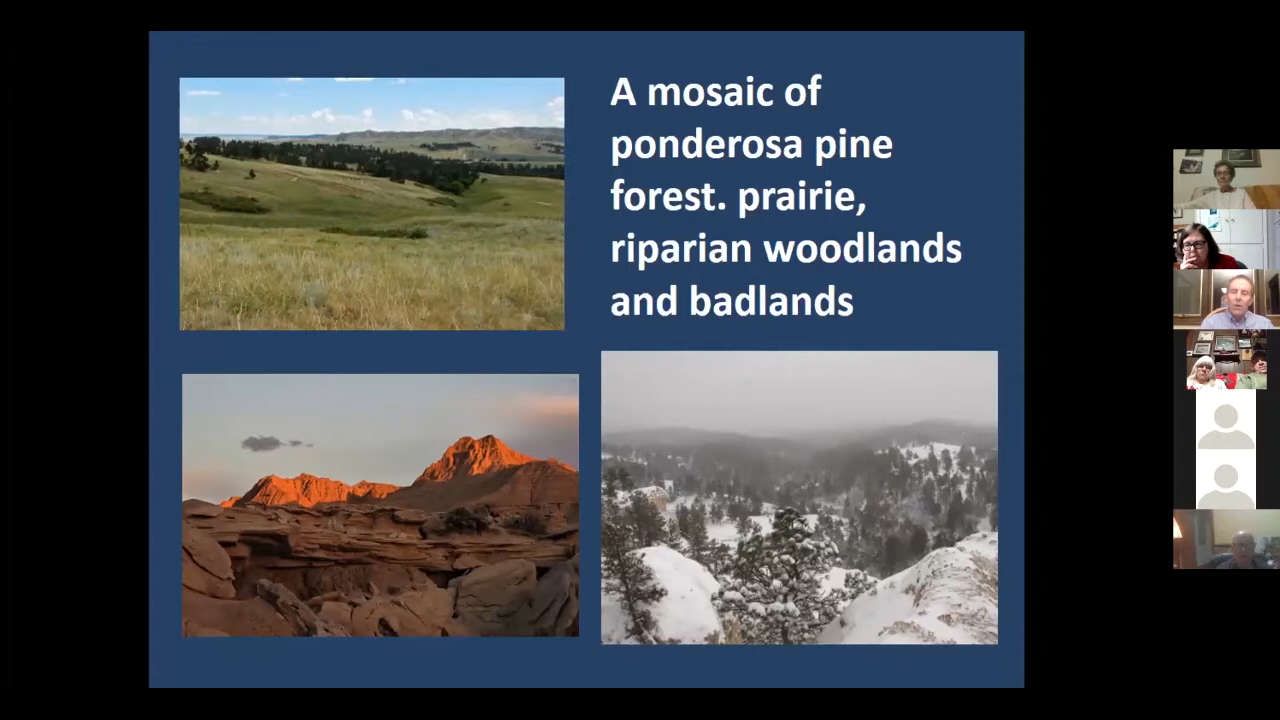 A mosaic of
ponderosa pine
forest. prairie,
riparian woodlands
and badlands